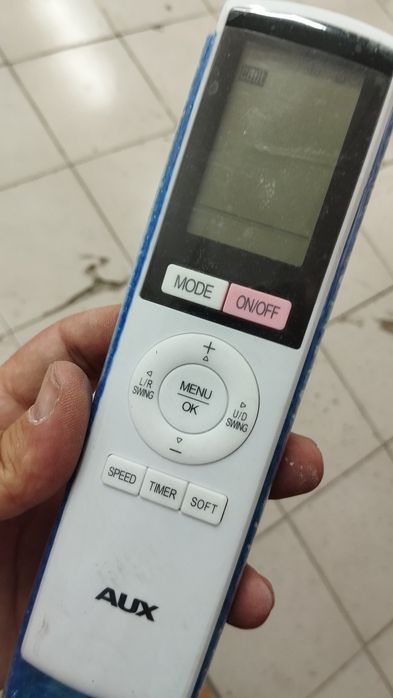 MODE ON/OFF
+
◁ L/R SWING
MENU
OK
▷ U/D SWING
−
SPEED TIMER SOFT
AUX